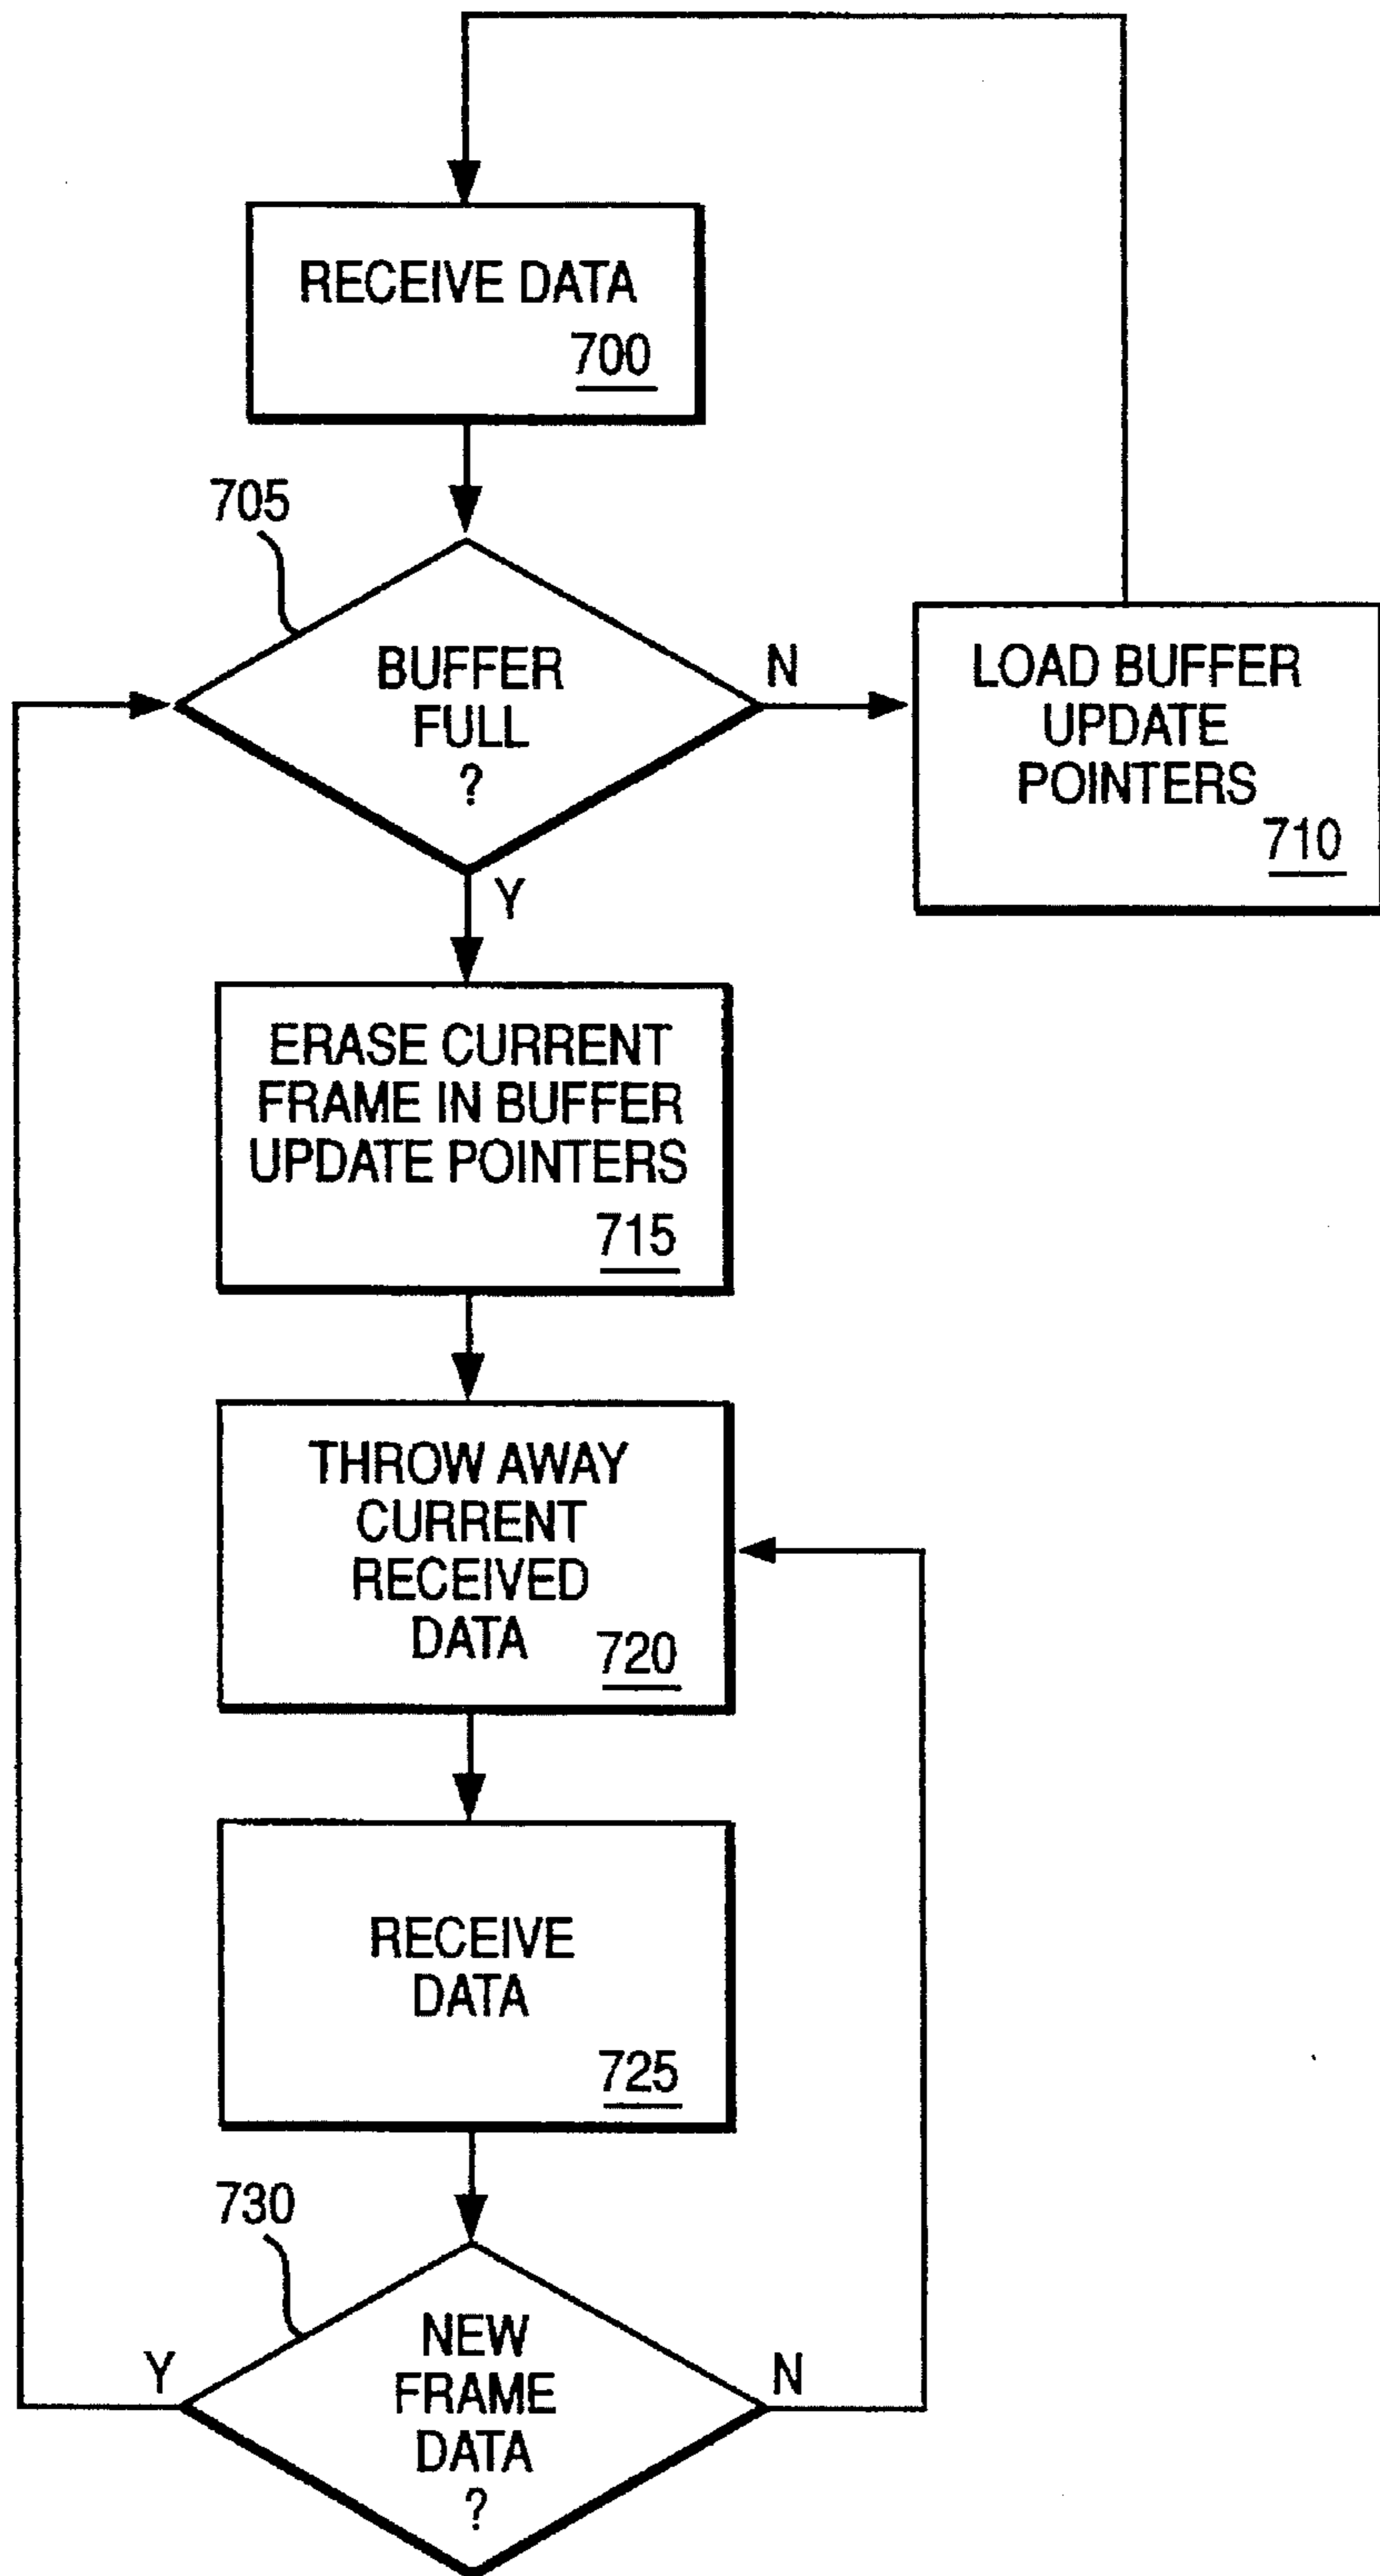 RECEIVE DATA
700
705
BUFFER
FULL
?
N
Y
LOAD BUFFER
UPDATE
POINTERS
710
ERASE CURRENT
FRAME IN BUFFER
UPDATE POINTERS
715
THROW AWAY
CURRENT
RECEIVED
DATA
720
RECEIVE
DATA
725
730
Y
NEW
FRAME
DATA
?
N